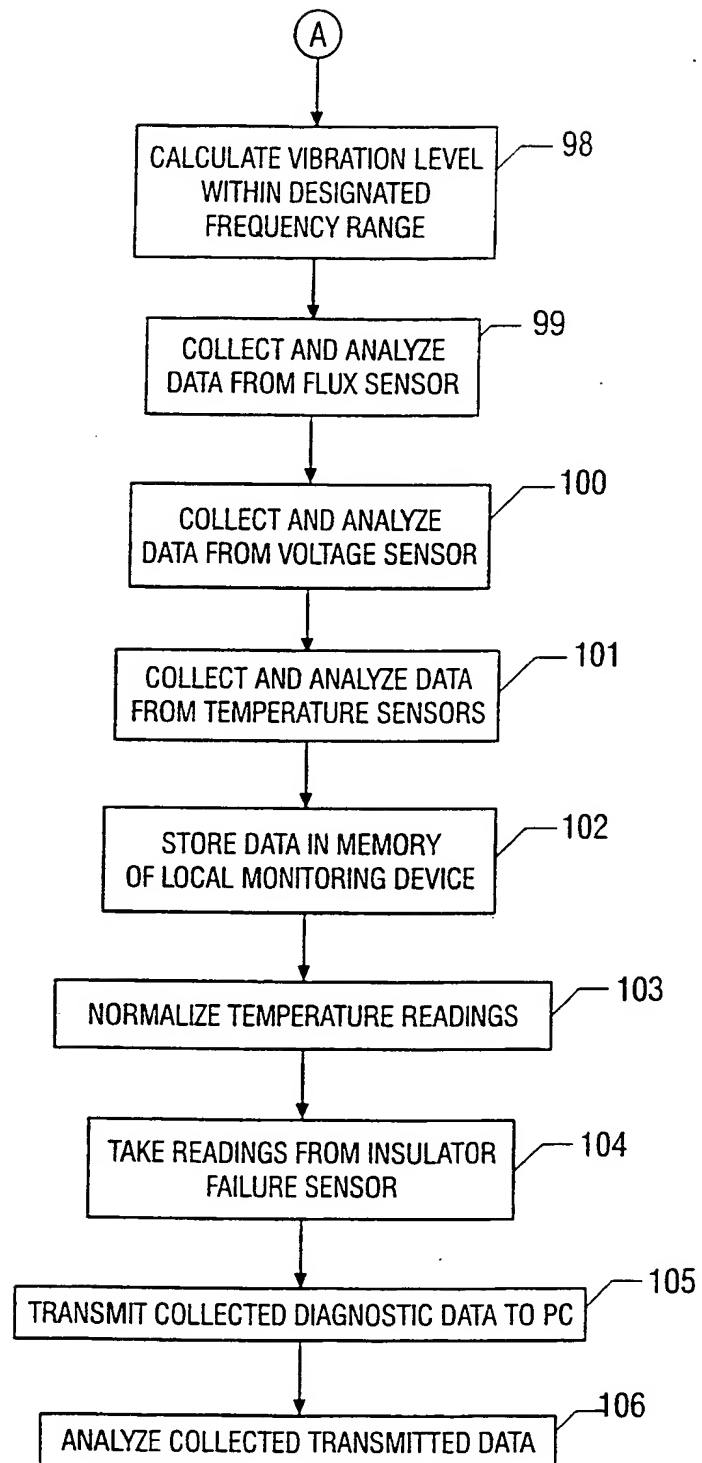 A
CALCULATE VIBRATION LEVEL
WITHIN DESIGNATED
FREQUENCY RANGE
98
COLLECT AND ANALYZE
DATA FROM FLUX SENSOR
99
COLLECT AND ANALYZE
DATA FROM VOLTAGE SENSOR
100
COLLECT AND ANALYZE DATA
FROM TEMPERATURE SENSORS
101
STORE DATA IN MEMORY
OF LOCAL MONITORING DEVICE
102
NORMALIZE TEMPERATURE READINGS
103
TAKE READINGS FROM INSULATOR
FAILURE SENSOR
104
TRANSMIT COLLECTED DIAGNOSTIC DATA TO PC
105
ANALYZE COLLECTED TRANSMITTED DATA
106